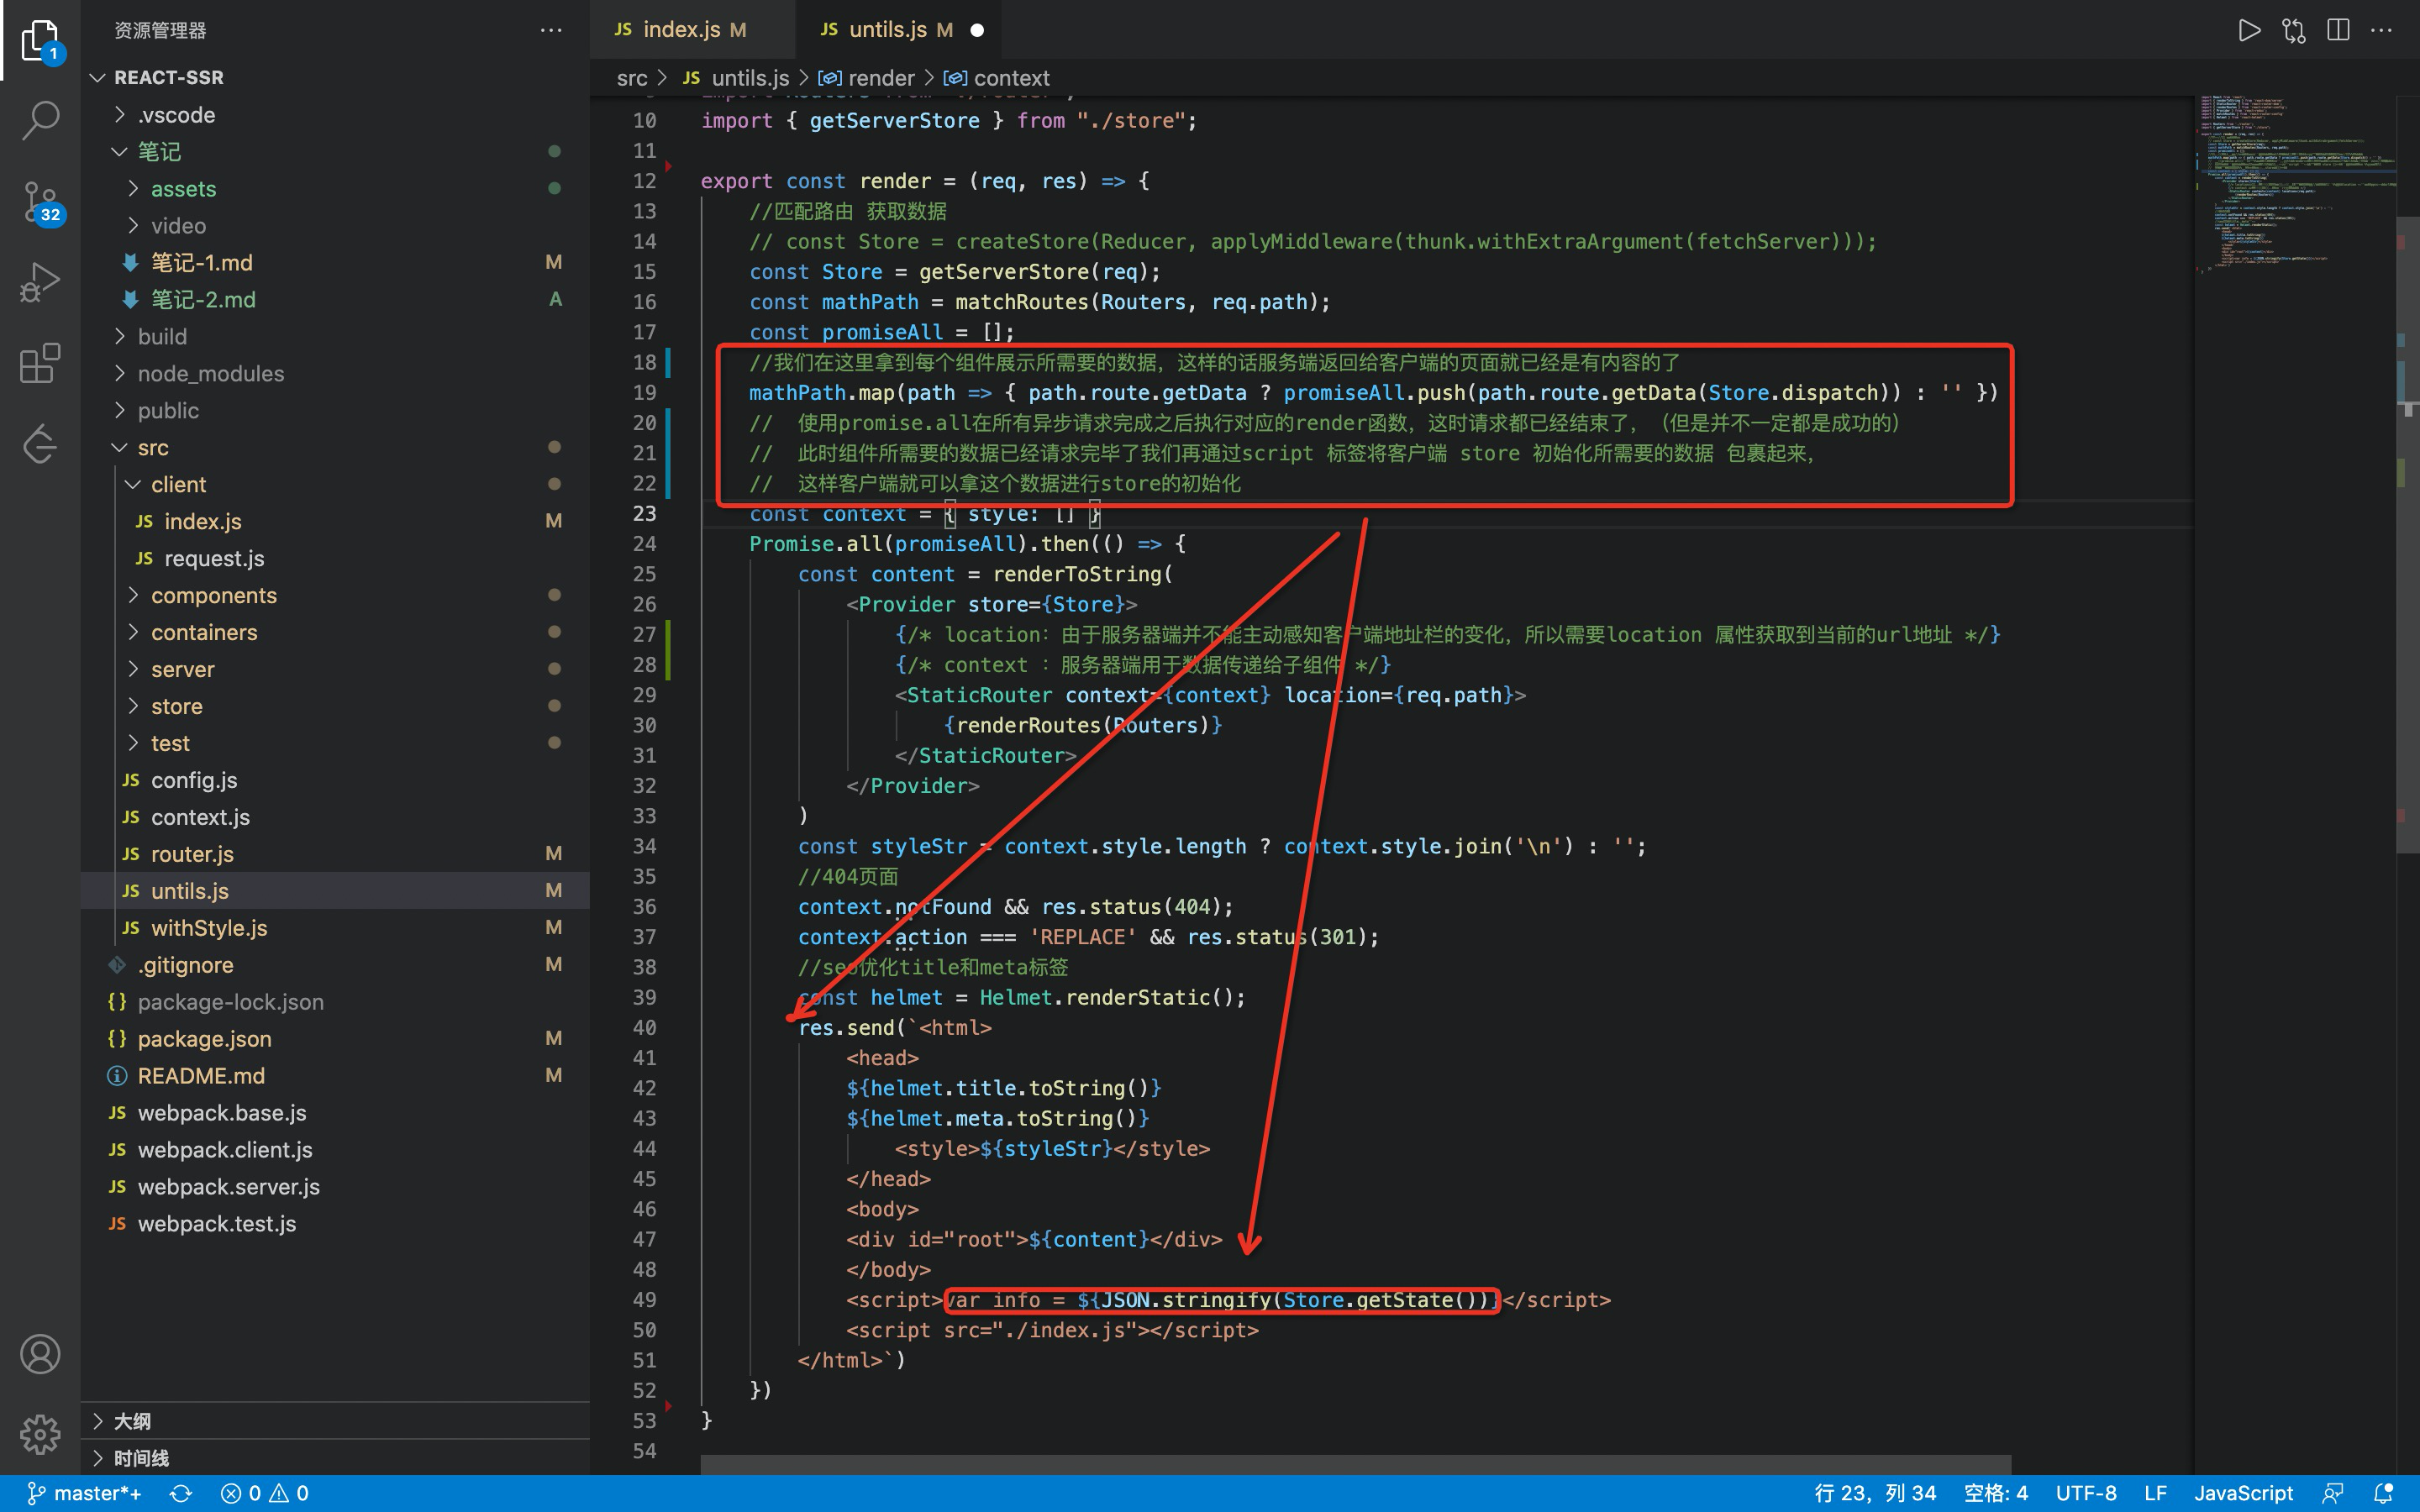 资源管理器
REACT-SSR
.vscode
笔记
assets
video
笔记-1.md M
笔记-2.md A
build
node_modules
public
src
client
JS index.js M
JS request.js
components
containers
server
store
test
JS config.js
JS context.js
JS router.js M
JS untils.js M
JS withStyle.js M
.gitignore M
{} package-lock.json
{} package.json M
README.md M
JS webpack.base.js
JS webpack.client.js
JS webpack.server.js
JS webpack.test.js
大纲
时间线
1
32
JS index.js M
JS untils.js M
src > JS untils.js > render > context
10 import { getServerStore } from "./store";
11
12 export const render = (req, res) => {
13 //匹配路由 获取数据
14 // const Store = createStore(Reducer, applyMiddleware(thunk.withExtraArgument(fetchServer)));
15 const Store = getServerStore(req);
16 const mathPath = matchRoutes(Routers, req.path);
17 const promiseAll = [];
18 //我们在这里拿到每个组件展示所需要的数据，这样的话服务端返回给客户端的页面就已经是有内容的了
19 mathPath.map(path => { path.route.getData ? promiseAll.push(path.route.getData(Store.dispatch)) : '' })
20 // 使用promise.all在所有异步请求完成之后执行对应的render函数，这时请求都已经结束了，（但是并不一定都是成功的）
21 // 此时组件所需要的数据已经请求完毕了我们再通过script 标签将客户端 store 初始化所需要的数据 包裹起来，
22 // 这样客户端就可以拿这个数据进行store的初始化
23 const context = { style: [] }
24 Promise.all(promiseAll).then(() => {
25 const content = renderToString(
26 <Provider store={Store}>
27 {/* location：由于服务器端并不能主动感知客户端地址栏的变化，所以需要location 属性获取到当前的url地址 */}
28 {/* context ：服务器端用于数据传递给子组件 */}
29 <StaticRouter context={context} location={req.path}>
30 {renderRoutes(Routers)}
31 </StaticRouter>
32 </Provider>
33 )
34 const styleStr = context.style.length ? context.style.join('\n') : '';
35 //404页面
36 context.notFound && res.status(404);
37 context.action === 'REPLACE' && res.status(301);
38 //seo优化title和meta标签
39 const helmet = Helmet.renderStatic();
40 res.send(`<html>
41 <head>
42 ${helmet.title.toString()}
43 ${helmet.meta.toString()}
44 <style>${styleStr}</style>
45 </head>
46 <body>
47 <div id="root">${content}</div>
48 </body>
49 <script>var info = ${JSON.stringify(Store.getState())}</script>
50 <script src="./index.js"></script>
51 </html>`)
52 })
53 }
54
master*+ 0 0 行 23，列 34 空格: 4 UTF-8 LF JavaScript